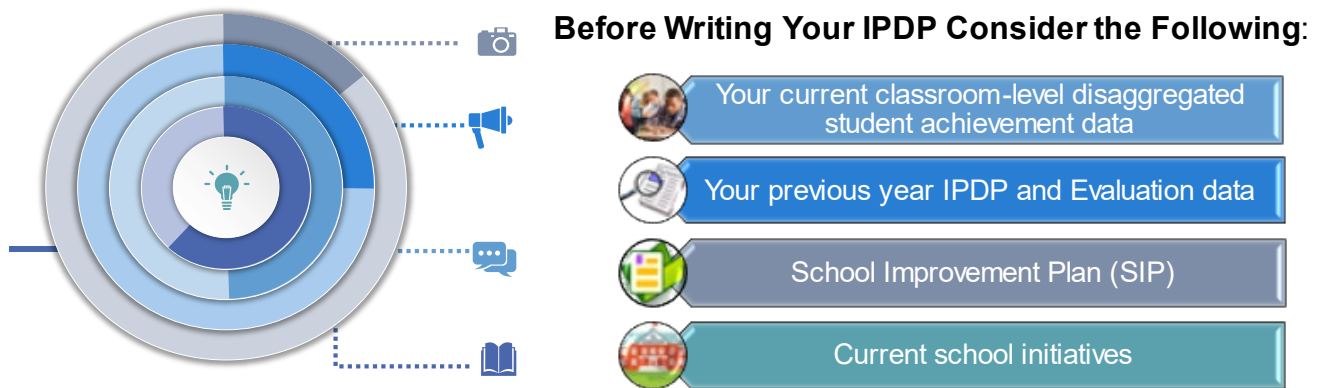 Before Writing Your IPDP Consider the Following:
Your current classroom-level disaggregated
student achievement data
Your previous year IPDP and Evaluation data
School Improvement Plan (SIP)
Current school initiatives